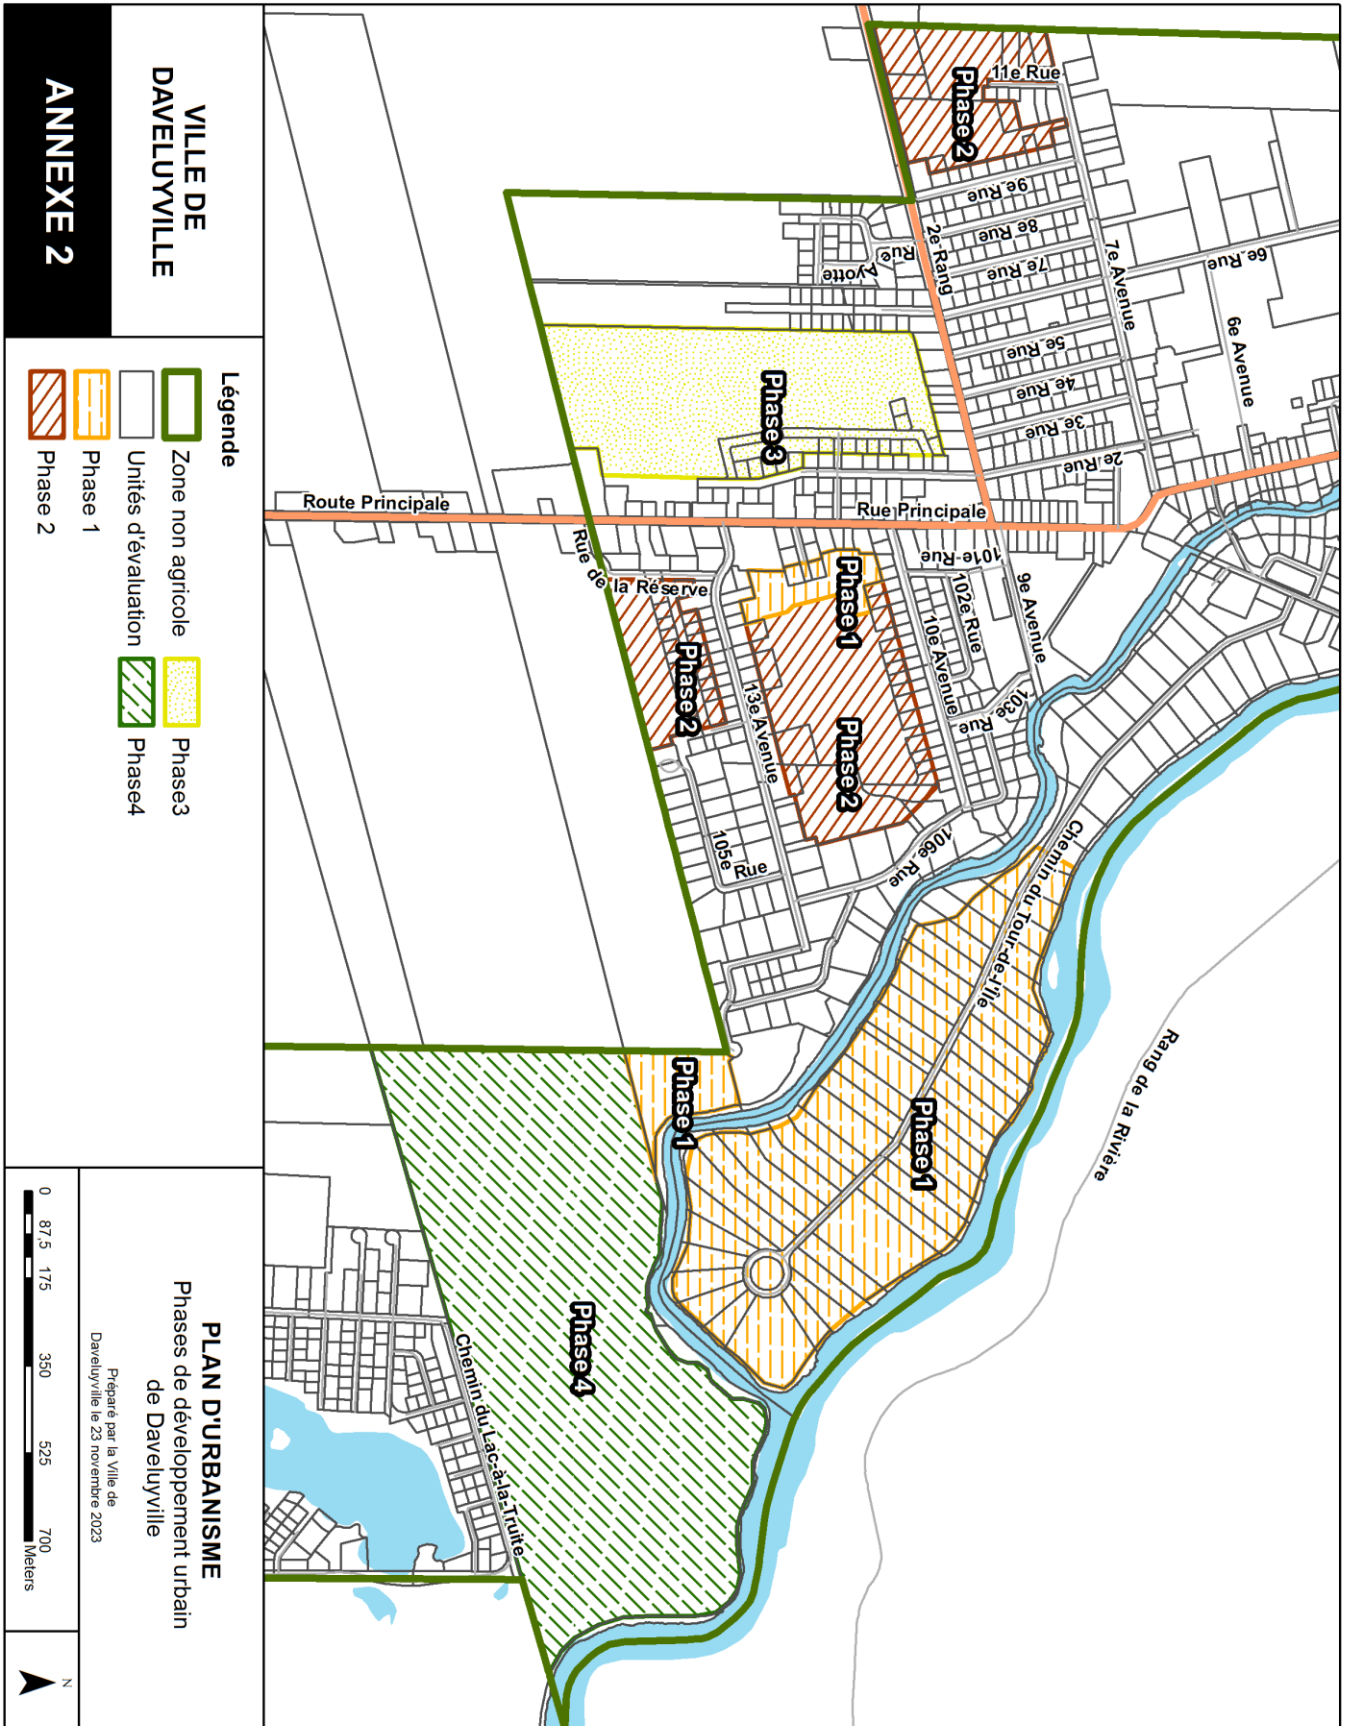 VILLE DE
DAVELUYVILLE
ANNEXE 2
Légende
Zone non agricole
Unités d'évaluation
Phase 1
Phase 2
Phase3
Phase4
PLAN D'URBANISME
Phases de développement urbain
de Daveluyville
Préparé par la Ville de
Daveluyville le 23 novembre 2023
0 87,5 175 350 525 700
Meters
N
Phase 2
11e Rue
9e Rue
8e Rue
7e Rue
6e Rue
5e Rue
4e Rue
3e Rue
2e Rue
7e Avenue
6e Avenue
2e Rang
Rue
Ayotte
Phase 3
Route Principale
Rue Principale
Rue de la Réserve
101e Rue
102e Rue
103e Rue
9e Avenue
10e Avenue
Phase 1
Phase 2
Phase 2
13e Avenue
105e Rue
106e Rue
Chemin du Tour-de-l'Île
Phase 1
Phase 1
Rang de la Rivière
Phase 4
Chemin du Lac-à-la-Truite